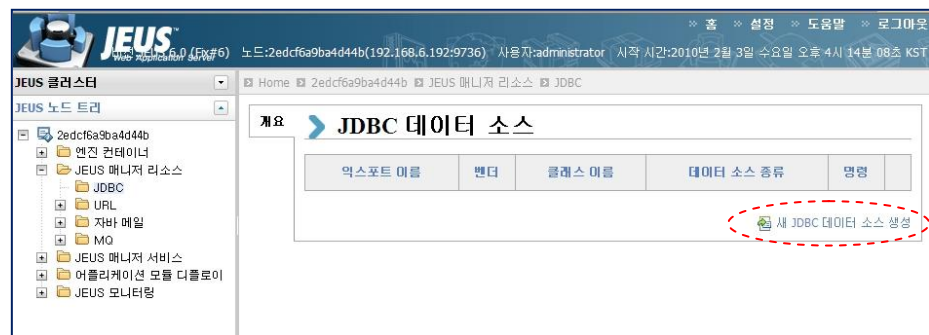 » 홈 » 설정 » 도움말 » 로그아웃
JEUS™
Web Application Server
버전 JEUS 6.0 (Fix#6) 노드:2edcf6a9ba4d44b(192.168.6.192:9736) 사용자:administrator 시작 시간:2010년 2월 3일 수요일 오후 4시 14분 08초 KST
JEUS 클러스터
Home 2edcf6a9ba4d44b JEUS 매니저 리소스 JDBC
JEUS 노드 트리
2edcf6a9ba4d44b
엔진 컨테이너
JEUS 매니저 리소스
JDBC
URL
자바 메일
MQ
JEUS 매니저 서비스
어플리케이션 모듈 디플로이
JEUS 모니터링
개요
JDBC 데이터 소스
익스포트 이름 벤더 클래스 이름 데이터 소스 종류 명령
새 JDBC 데이터 소스 생성